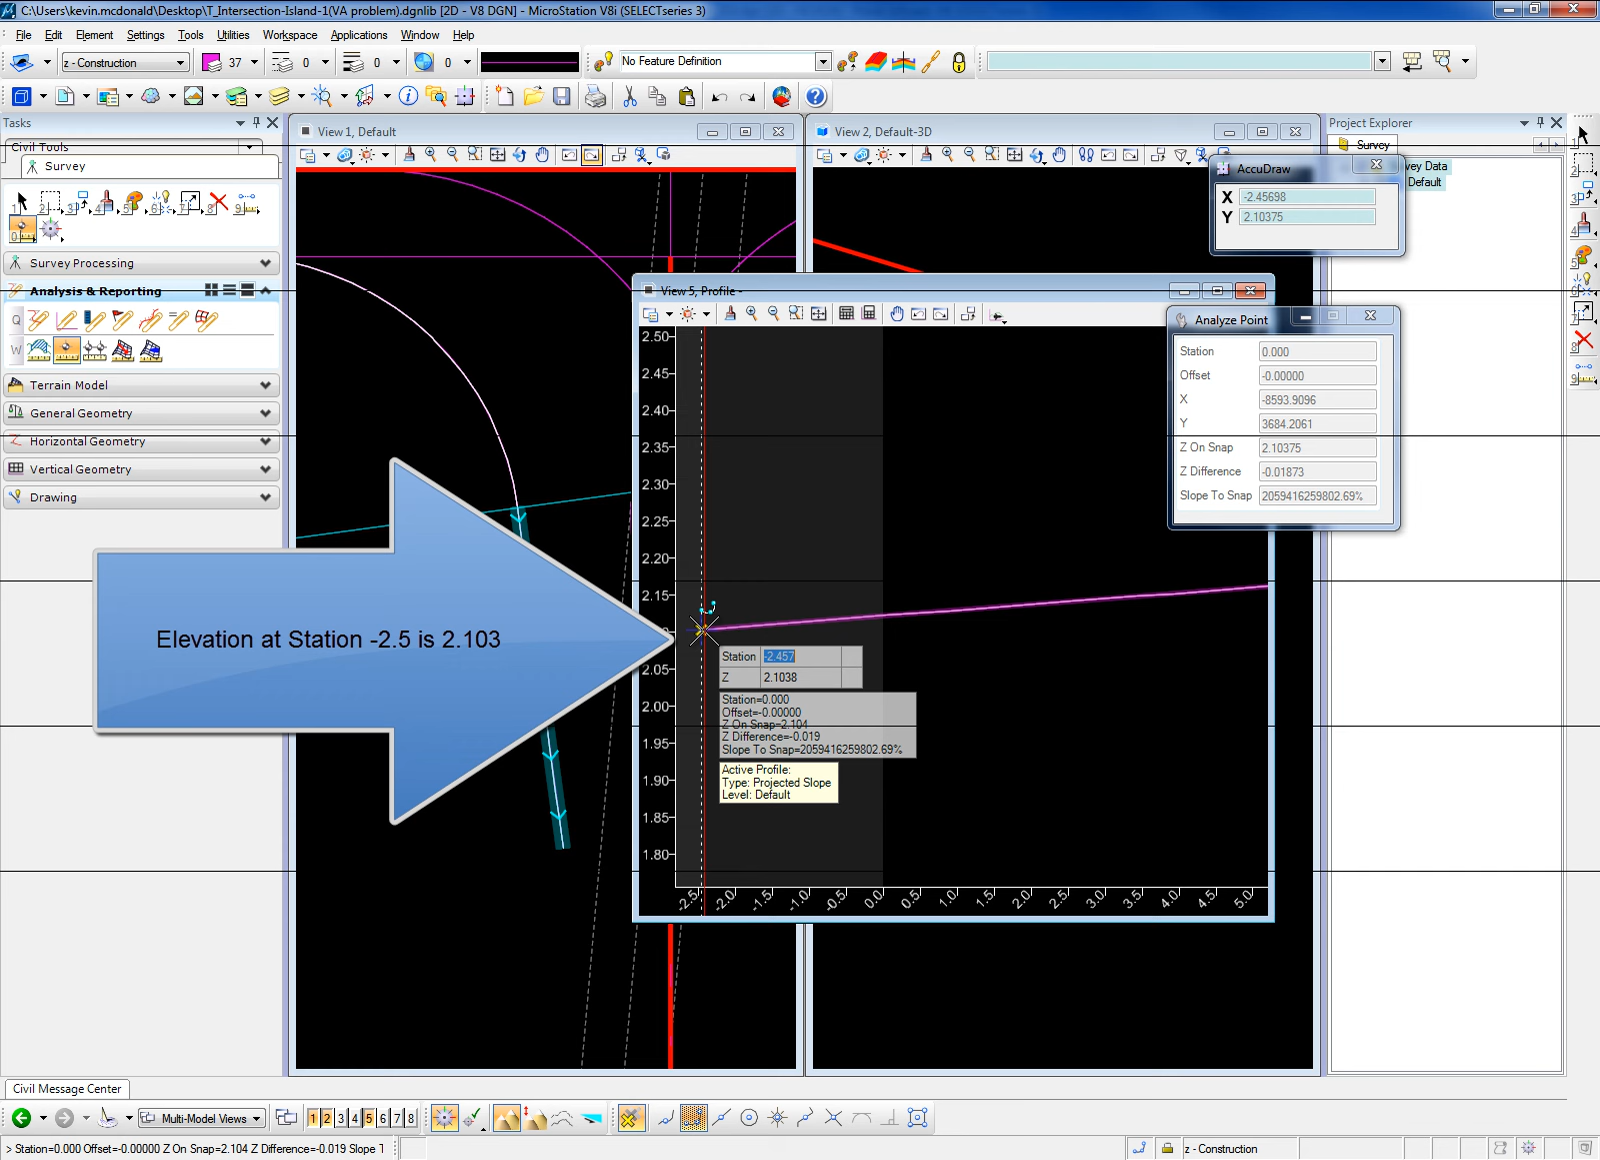 C:\Users\kevin.mcdonald\Desktop\T_Intersection-Island-1(VA problem).dgnlib [2D - V8 DGN] - MicroStation V8i (SELECTseries 3)
File Edit Element Settings Tools Utilities Workspace Applications Window Help
z - Construction 37 0 0 0 No Feature Definition
Tasks
Civil Tools
Survey
Survey Processing
Analysis & Reporting
Q
W
Terrain Model
General Geometry
Horizontal Geometry
Vertical Geometry
Drawing
View 1, Default
View 2, Default-3D
Project Explorer
Survey
vey Data
Default
AccuDraw
X -2.45698
Y 2.10375
View 5, Profile -
Analyze Point
Station 0.000
Offset -0.00000
X -8593.9096
Y 3684.2061
Z On Snap 2.10375
Z Difference -0.01873
Slope To Snap 2059416259802.69%
2.50
2.45
2.40
2.35
2.30
2.25
2.20
2.15
2.05
2.00
1.95
1.90
1.85
1.80
-2.5 -2.0 -1.5 -1.0 -0.5 0.0 0.5 1.0 1.5 2.0 2.5 3.0 3.5 4.0 4.5 5.0
Elevation at Station -2.5 is 2.103
Station -2.457
Z 2.1038
Station=0.000
Offset=-0.00000
Z On Snap=2.104
Z Difference=-0.019
Slope To Snap=2059416259802.69%
Active Profile:
Type: Projected Slope
Level: Default
Civil Message Center
Multi-Model Views 1 2 3 4 5 6 7 8
> Station=0.000 Offset=-0.00000 Z On Snap=2.104 Z Difference=-0.019 Slope T
z - Construction